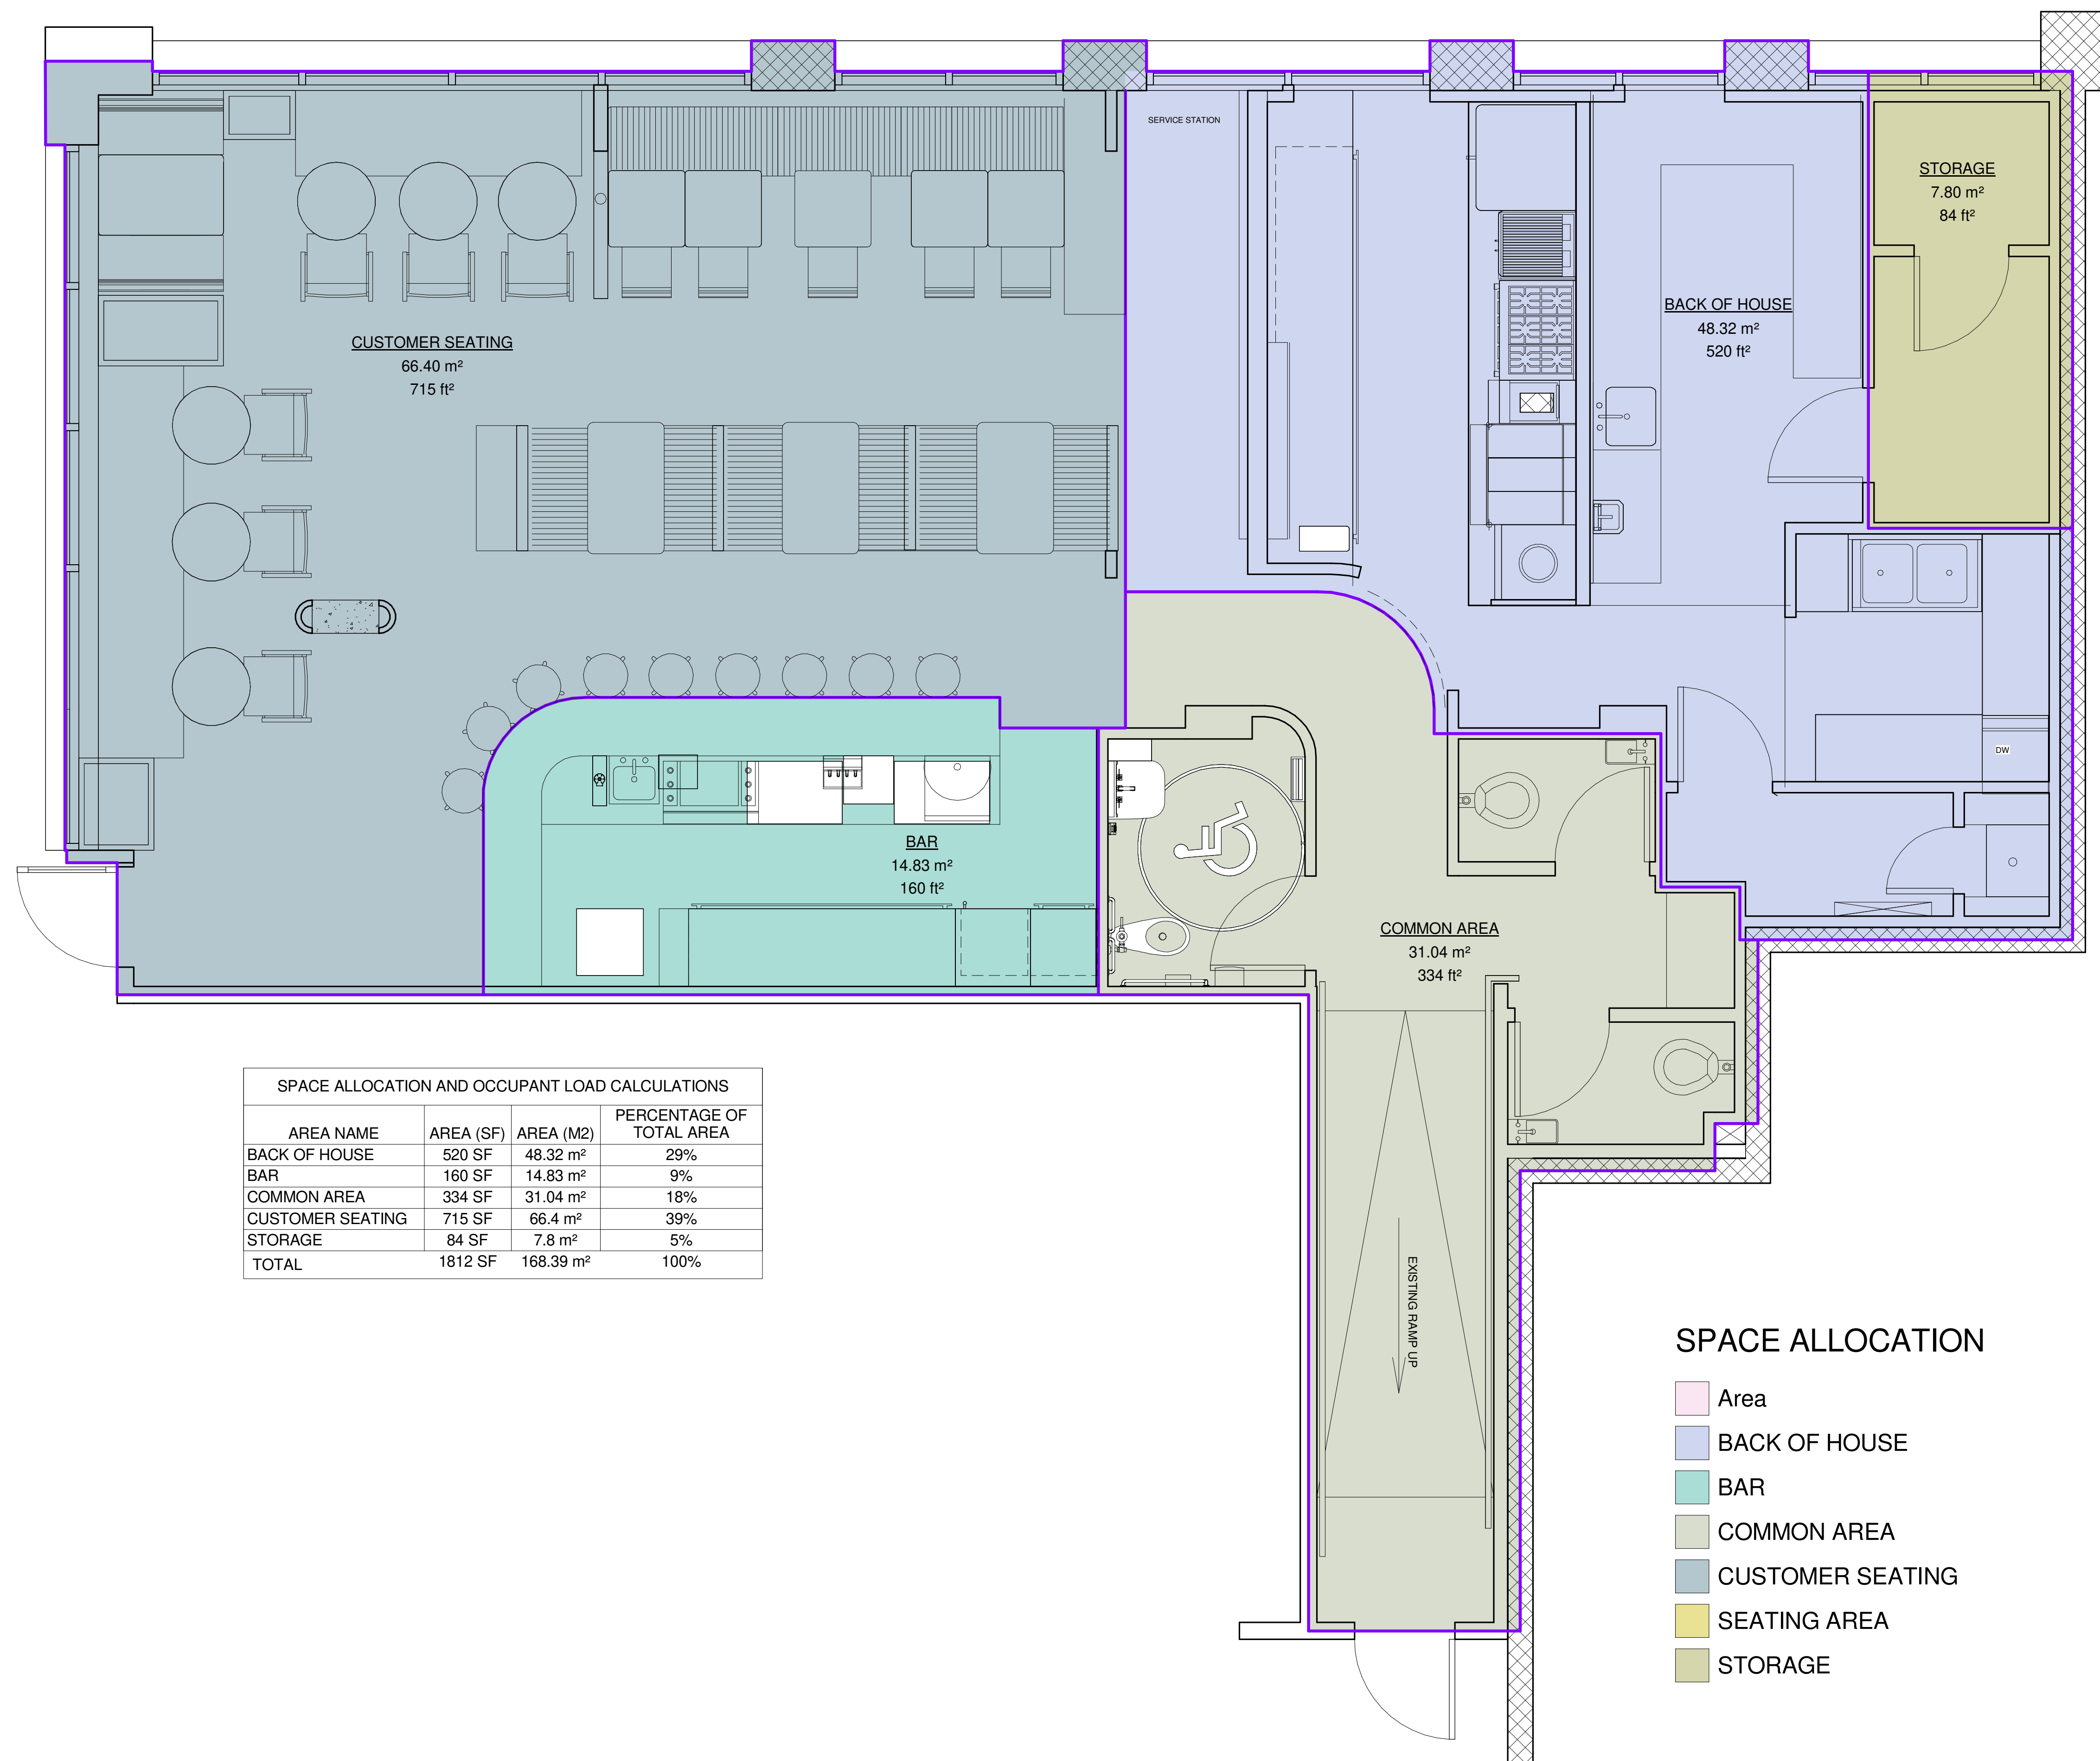 SERVICE STATION
STORAGE
7.80 m²
84 ft²
BACK OF HOUSE
48.32 m²
520 ft²
CUSTOMER SEATING
66.40 m²
715 ft²
DW
BAR
14.83 m²
160 ft²
COMMON AREA
31.04 m²
334 ft²
EXISTING RAMP UP
SPACE ALLOCATION AND OCCUPANT LOAD CALCULATIONS
AREA NAME AREA (SF) AREA (M2) PERCENTAGE OF TOTAL AREA
BACK OF HOUSE 520 SF 48.32 m² 29%
BAR 160 SF 14.83 m² 9%
COMMON AREA 334 SF 31.04 m² 18%
CUSTOMER SEATING 715 SF 66.4 m² 39%
STORAGE 84 SF 7.8 m² 5%
TOTAL 1812 SF 168.39 m² 100%
SPACE ALLOCATION
Area
BACK OF HOUSE
BAR
COMMON AREA
CUSTOMER SEATING
SEATING AREA
STORAGE